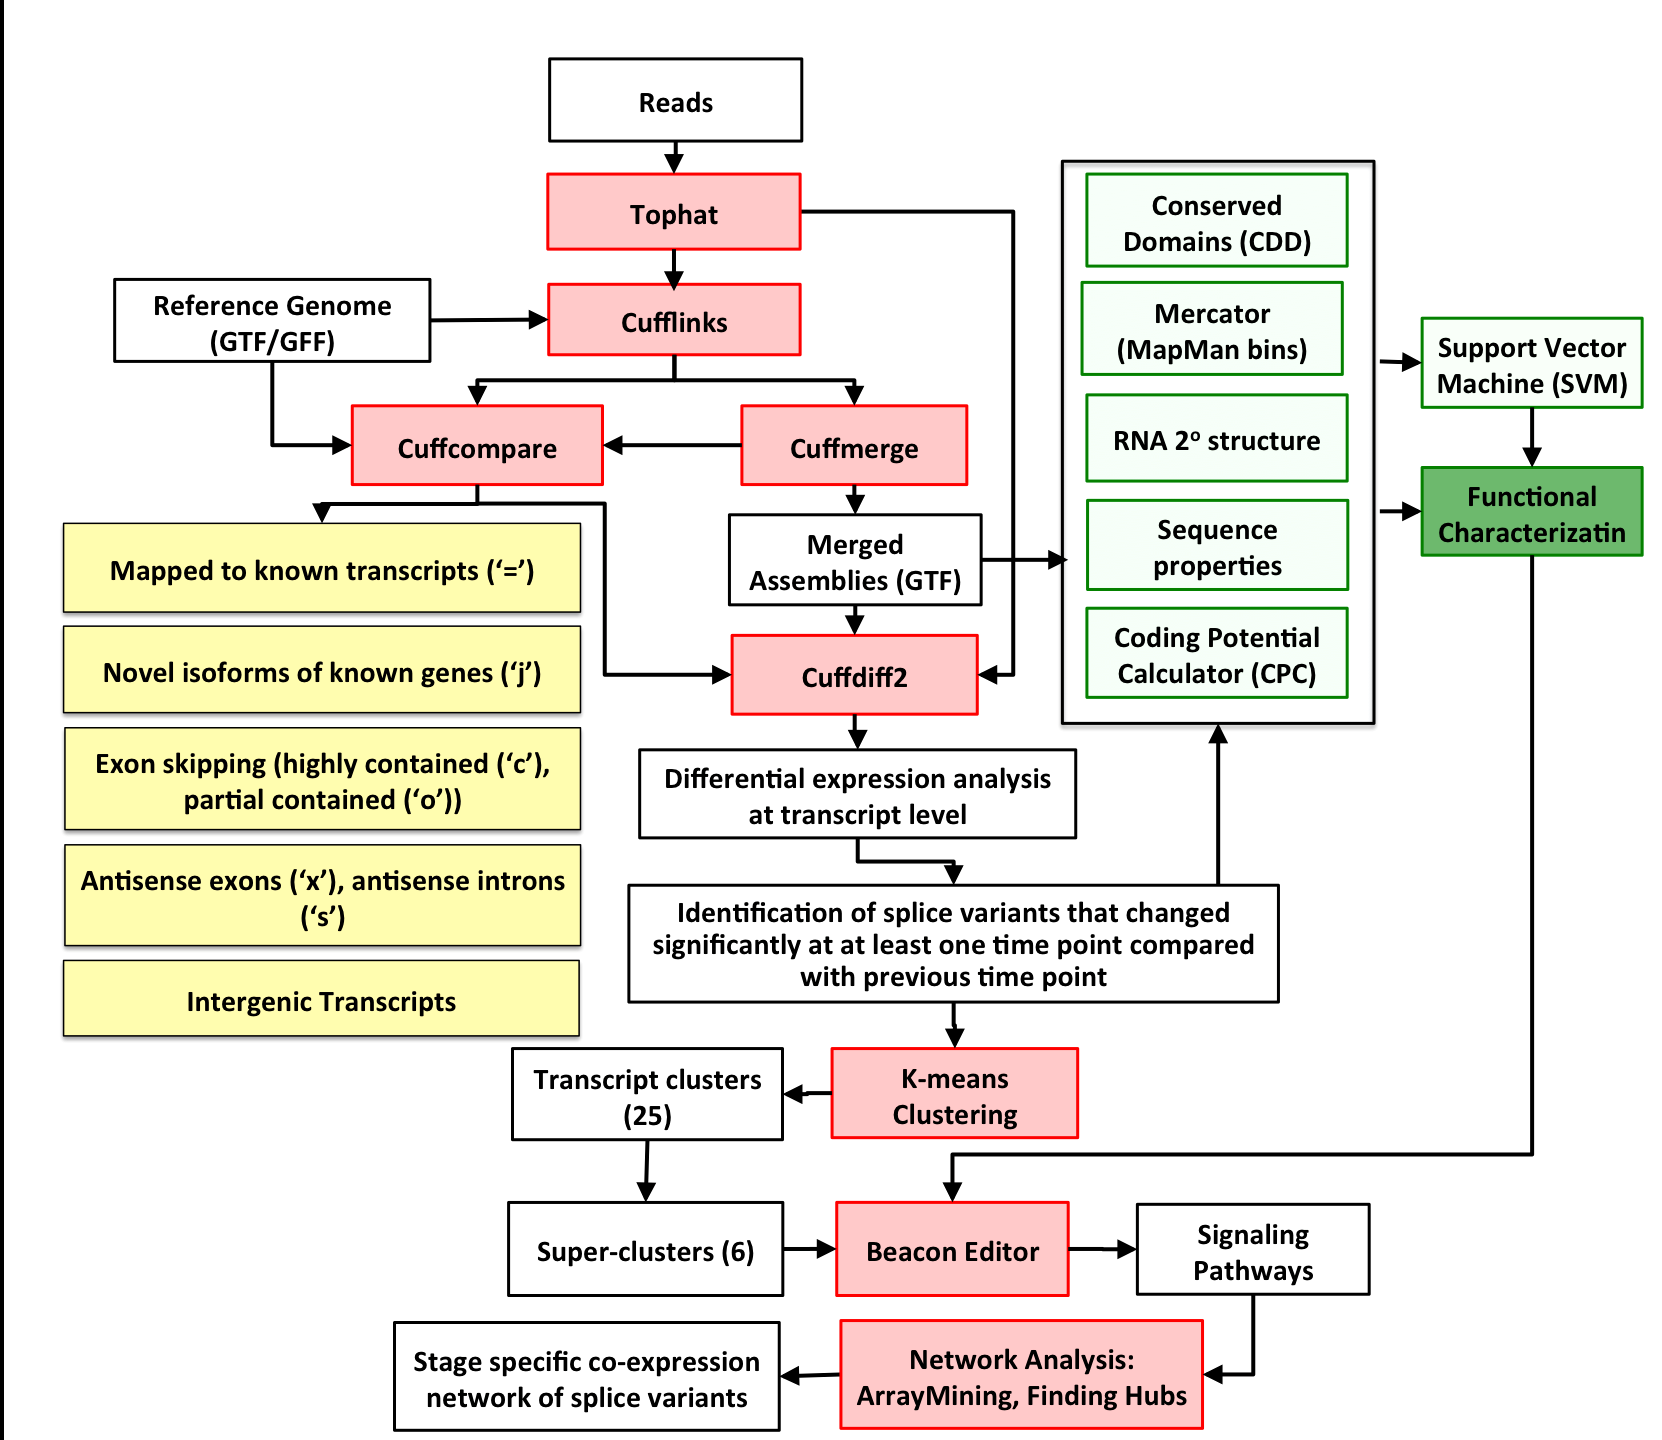 Reads
Tophat
Reference Genome
(GTF/GFF)
Cufflinks
Cuffcompare
Cuffmerge
Mapped to known transcripts (‘=’)
Novel isoforms of known genes (‘j’)
Exon skipping (highly contained (‘c’),
partial contained (‘o’))
Antisense exons (‘x’), antisense introns
(‘s’)
Intergenic Transcripts
Merged
Assemblies (GTF)
Cuffdiff2
Conserved
Domains (CDD)
Mercator
(MapMan bins)
RNA 2º structure
Sequence
properties
Coding Potential
Calculator (CPC)
Support Vector
Machine (SVM)
Functional
Characterizatin
Differential expression analysis
at transcript level
Identification of splice variants that changed
significantly at at least one time point compared
with previous time point
K-means
Clustering
Transcript clusters
(25)
Super-clusters (6)
Beacon Editor
Signaling
Pathways
Network Analysis:
ArrayMining, Finding Hubs
Stage specific co-expression
network of splice variants